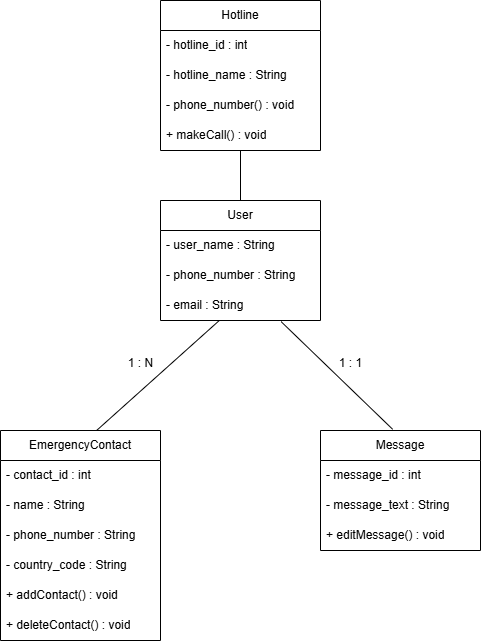 Hotline
- hotline_id : int
- hotline_name : String
- phone_number() : void
+ makeCall() : void
User
- user_name : String
- phone_number : String
- email : String
1 : N
1 : 1
EmergencyContact
- contact_id : int
- name : String
- phone_number : String
- country_code : String
+ addContact() : void
+ deleteContact() : void
Message
- message_id : int
- message_text : String
+ editMessage() : void